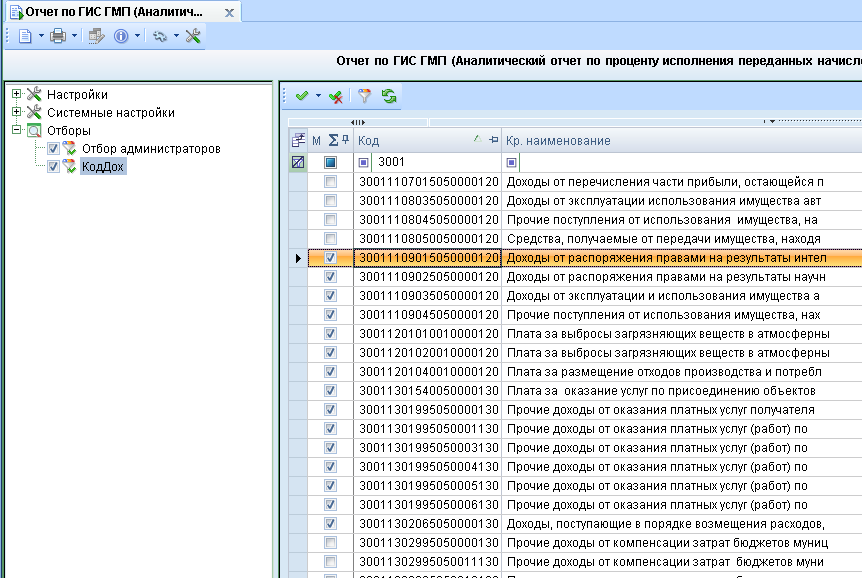 Отчет по ГИС ГМП (Аналитич...
Отчет по ГИС ГМП (Аналитический отчет по проценту исполнения переданных начисле
Настройки
Системные настройки
Отборы
Отбор администраторов
КодДох
М Σ Код Кр. наименование
3001
30011107015050000120 Доходы от перечисления части прибыли, остающейся п
30011108035050000120 Доходы от эксплуатации использования имущества авт
30011108045050000120 Прочие поступления от использования имущества, на
30011108050050000120 Средства, получаемые от передачи имущества, находя
30011109015050000120 Доходы от распоряжения правами на результаты интел
30011109025050000120 Доходы от распоряжения правами на результаты научн
30011109035050000120 Доходы от эксплуатации и использования имущества а
30011109045050000120 Прочие поступления от использования имущества, нах
30011201010010000120 Плата за выбросы загрязняющих веществ в атмосферны
30011201020010000120 Плата за выбросы загрязняющих веществ в атмосферны
30011201040010000120 Плата за размещение отходов производства и потребл
30011301540050000130 Плата за оказание услуг по присоединению объектов
30011301995050000130 Прочие доходы от оказания платных услуг получателя
30011301995050001130 Прочие доходы от оказания платных услуг (работ) по
30011301995050003130 Прочие доходы от оказания платных услуг (работ) по
30011301995050004130 Прочие доходы от оказания платных услуг (работ) по
30011301995050005130 Прочие доходы от оказания платных услуг (работ) по
30011301995050006130 Прочие доходы от оказания платных услуг (работ) по
30011302065050000130 Доходы, поступающие в порядке возмещения расходов,
30011302995050000130 Прочие доходы от компенсации затрат бюджетов муниц
30011302995050011130 Прочие доходы от компенсации затрат бюджетов муни